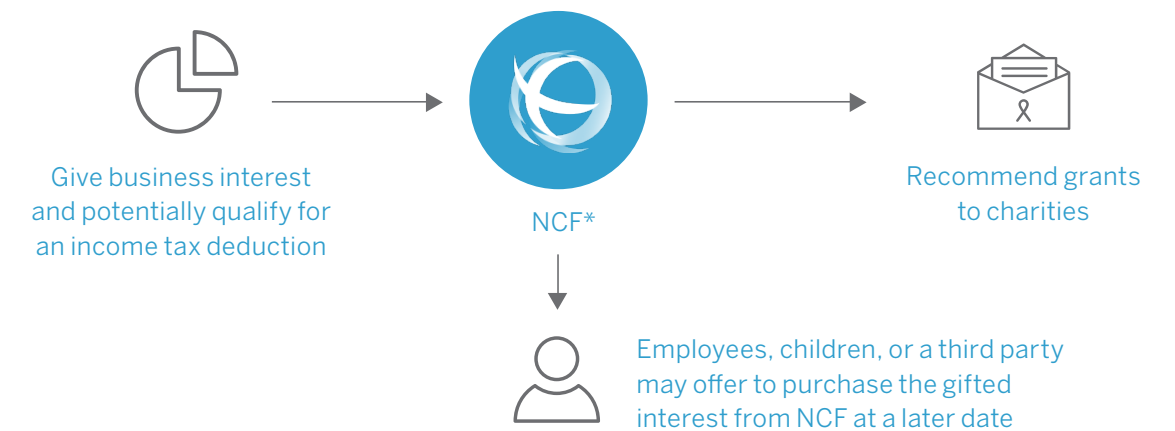 Give business interest
and potentially qualify for
an income tax deduction
NCF*
Recommend grants
to charities
Employees, children, or a third party
may offer to purchase the gifted
interest from NCF at a later date